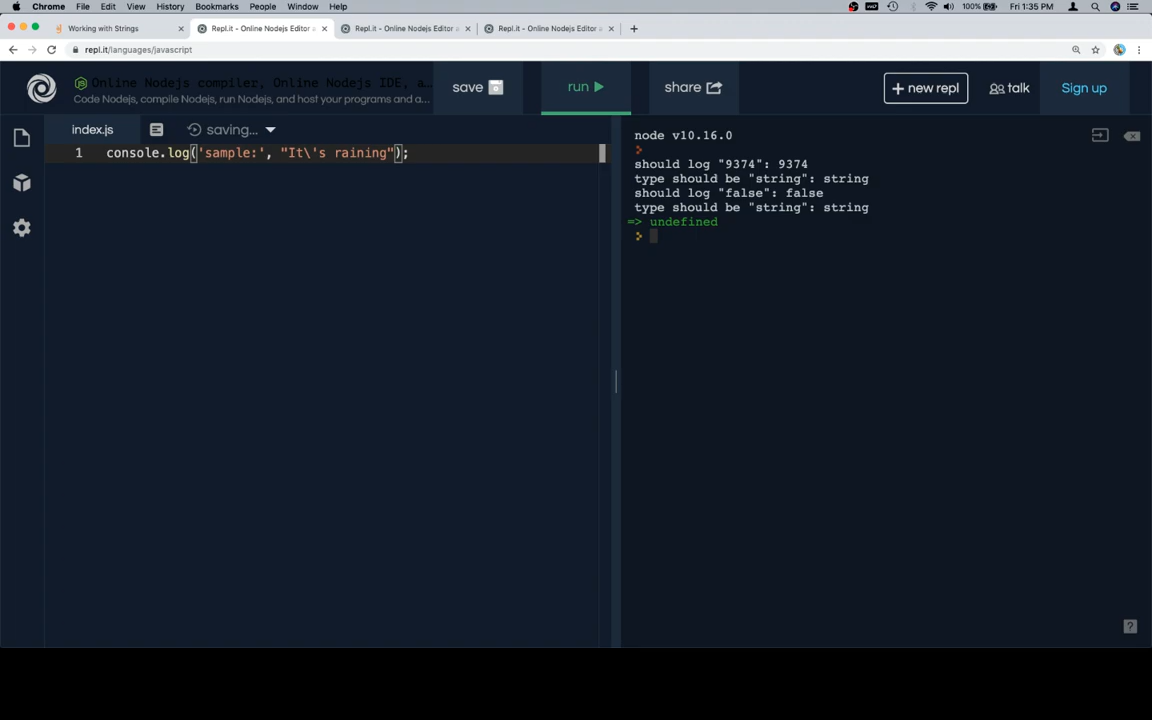 Chrome File Edit View History Bookmarks People Window Help 100% Fri 1:35 PM
Working with Strings × Repl.it - Online Nodejs Editor a × Repl.it - Online Nodejs Editor a × Repl.it - Online Nodejs Editor a × +
repl.it/languages/javascript
Online Nodejs compiler, Online Nodejs IDE, a...
Code Nodejs, compile Nodejs, run Nodejs, and host your programs and a...
save run share + new repl talk Sign up
index.js saving...
1 console.log('sample:', "It\'s raining");
node v10.16.0
should log "9374": 9374
type should be "string": string
should log "false": false
type should be "string": string
=> undefined
?